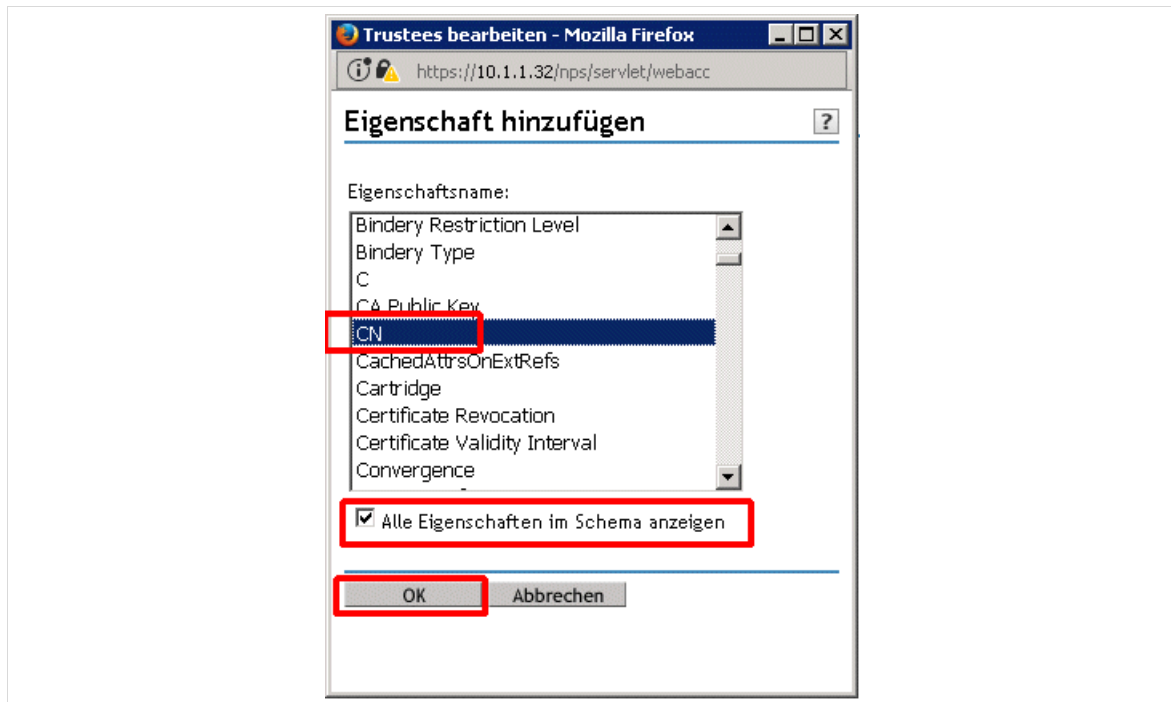 Trustees bearbeiten - Mozilla Firefox
https://10.1.1.32/nps/servlet/webacc
Eigenschaft hinzufügen
?
Eigenschaftsname:
Bindery Restriction Level
Bindery Type
C
CA Public Key
CN
CachedAttrsOnExtRefs
Cartridge
Certificate Revocation
Certificate Validity Interval
Convergence
Alle Eigenschaften im Schema anzeigen
OK Abbrechen